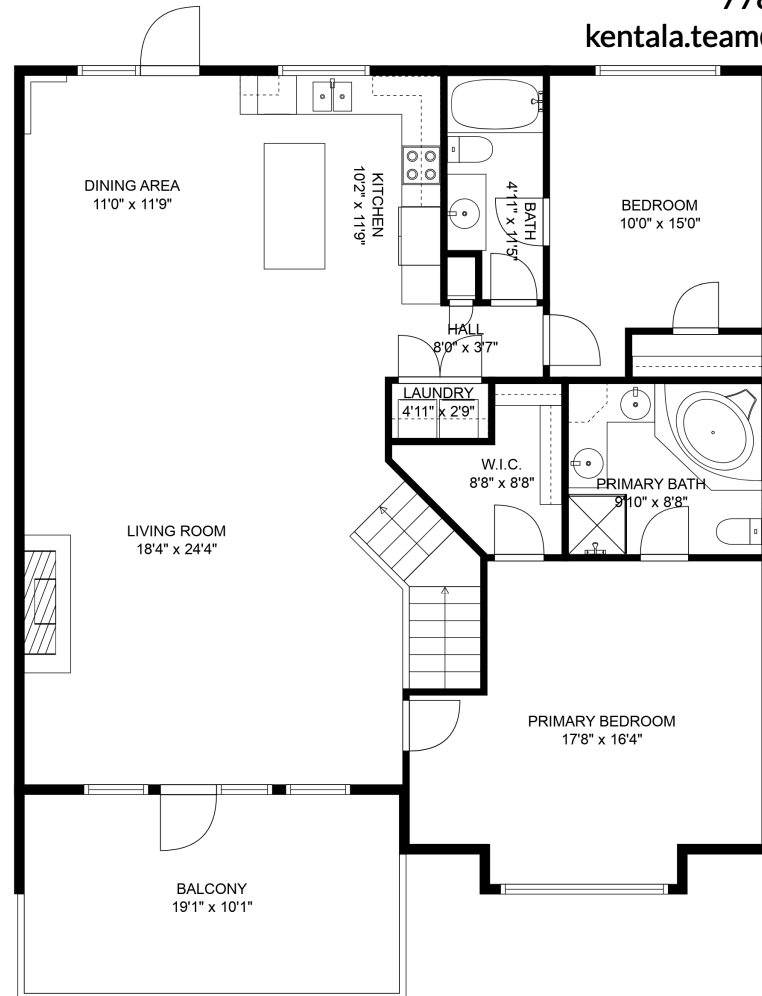 778
kentala.team
DINING AREA
11'0" x 11'9"
KITCHEN
10'2" x 11'9"
BATH
4'11" x 11'5"
BEDROOM
10'0" x 15'0"
HALL
8'0" x 3'7"
LAUNDRY
4'11" x 2'9"
W.I.C.
8'8" x 8'8"
PRIMARY BATH
9'10" x 8'8"
LIVING ROOM
18'4" x 24'4"
PRIMARY BEDROOM
17'8" x 16'4"
BALCONY
19'1" x 10'1"